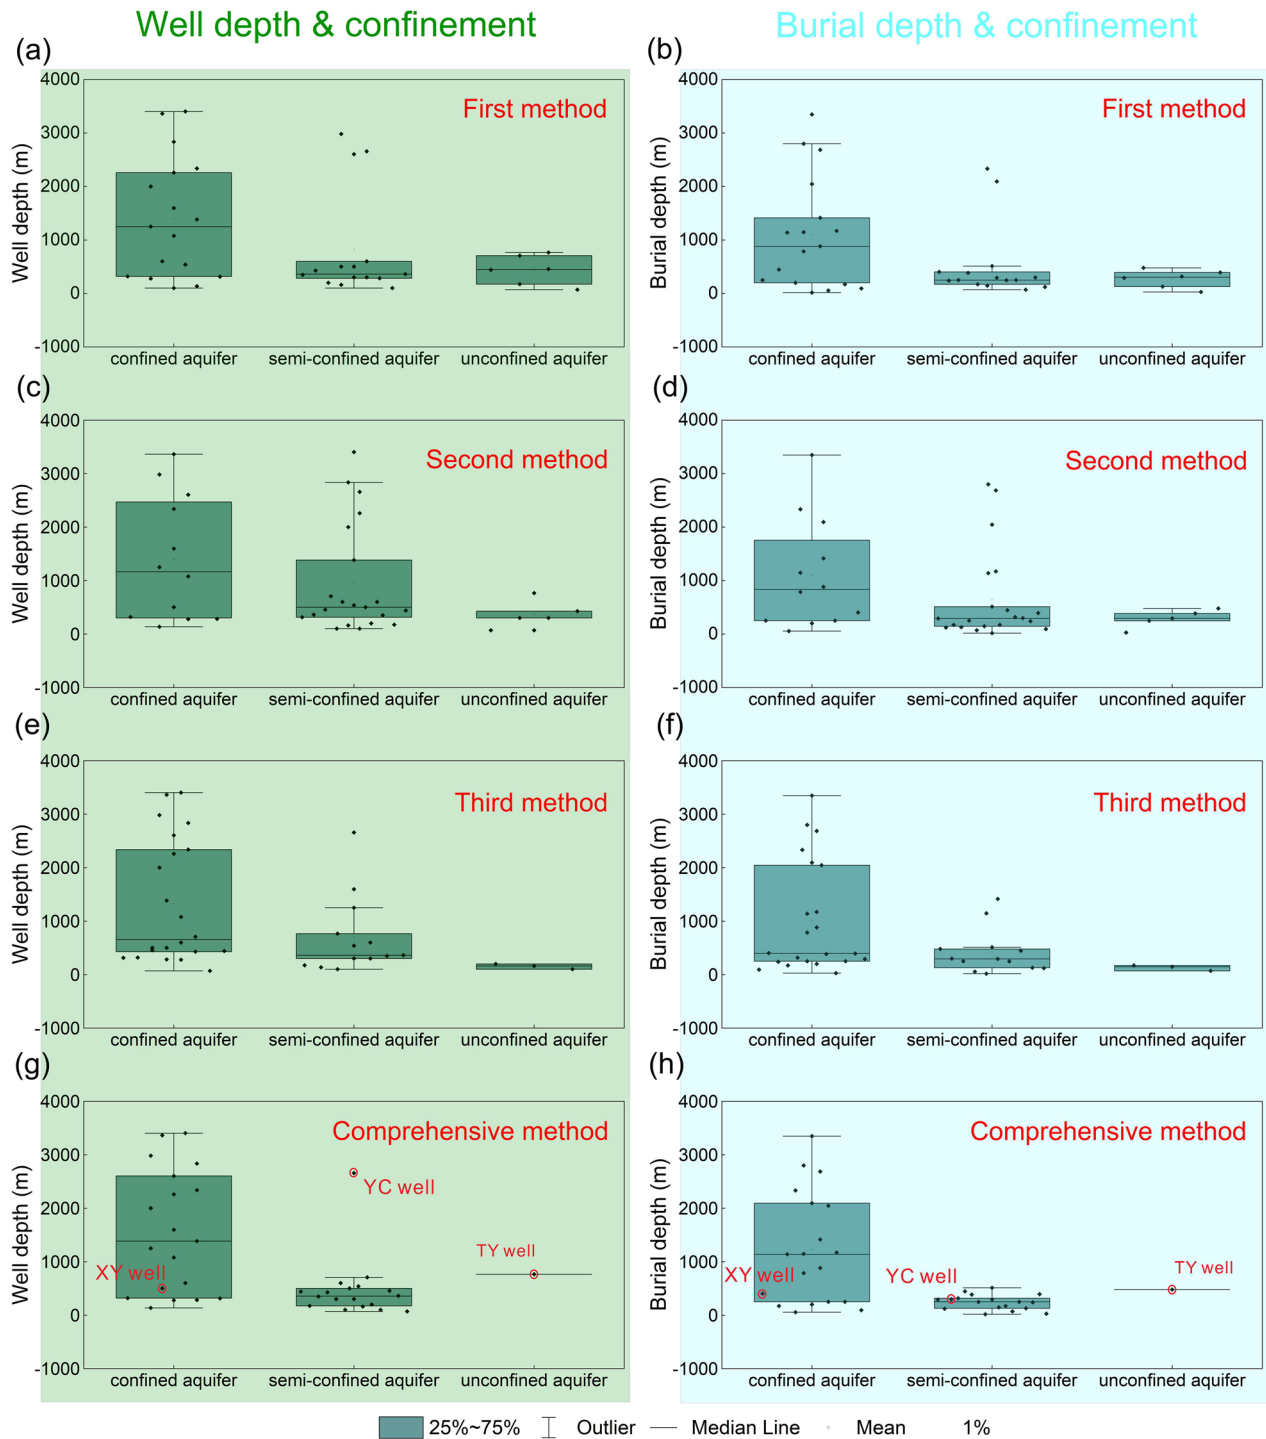 Well depth & confinement
Burial depth & confinement
(a)
Well depth (m)
4000
3000
2000
1000
0
-1000
First method
confined aquifer semi-confined aquifer unconfined aquifer
(b)
Burial depth (m)
4000
3000
2000
1000
0
-1000
First method
confined aquifer semi-confined aquifer unconfined aquifer
(c)
Well depth (m)
4000
3000
2000
1000
0
-1000
Second method
confined aquifer semi-confined aquifer unconfined aquifer
(d)
Burial depth (m)
4000
3000
2000
1000
0
-1000
Second method
confined aquifer semi-confined aquifer unconfined aquifer
(e)
Well depth (m)
4000
3000
2000
1000
0
-1000
Third method
confined aquifer semi-confined aquifer unconfined aquifer
(f)
Burial depth (m)
4000
3000
2000
1000
0
-1000
Third method
confined aquifer semi-confined aquifer unconfined aquifer
(g)
Well depth (m)
4000
3000
2000
1000
0
-1000
Comprehensive method
YC well
TY well
XY well
confined aquifer semi-confined aquifer unconfined aquifer
(h)
Burial depth (m)
4000
3000
2000
1000
0
-1000
Comprehensive method
XY well
YC well
TY well
confined aquifer semi-confined aquifer unconfined aquifer
25%~75% Outlier Median Line Mean 1%